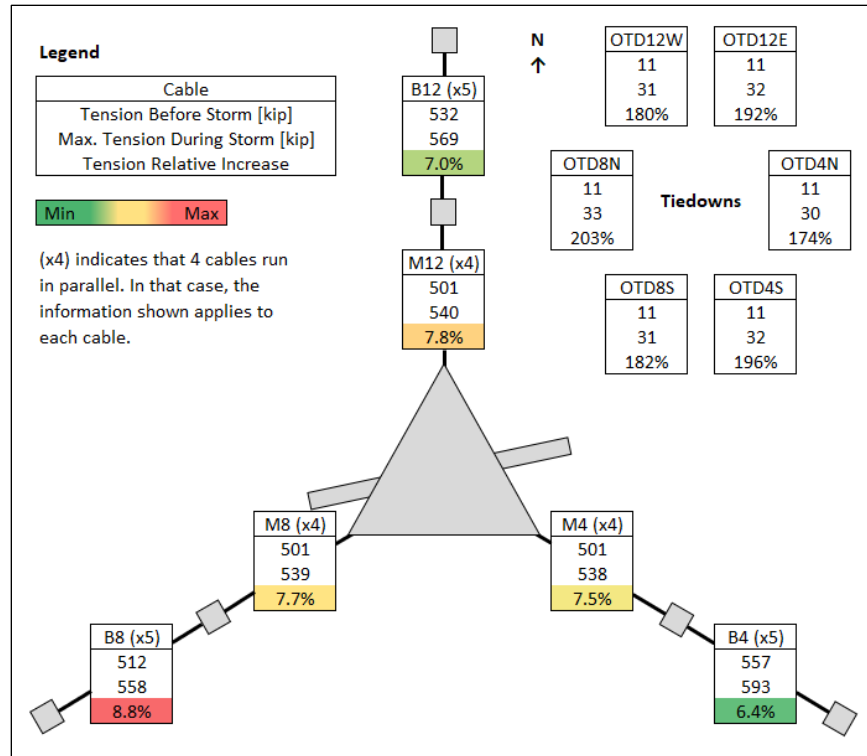 Legend
Cable
Tension Before Storm [kip]
Max. Tension During Storm [kip]
Tension Relative Increase
Min Max
(x4) indicates that 4 cables run
in parallel. In that case, the
information shown applies to
each cable.
N
↑
B12 (x5)
532
569
7.0%
M12 (x4)
501
540
7.8%
OTD12W
11
31
180%
OTD12E
11
32
192%
OTD8N
11
33
203%
Tiedowns
OTD4N
11
30
174%
OTD8S
11
31
182%
OTD4S
11
32
196%
M8 (x4)
501
539
7.7%
M4 (x4)
501
538
7.5%
B8 (x5)
512
558
8.8%
B4 (x5)
557
593
6.4%